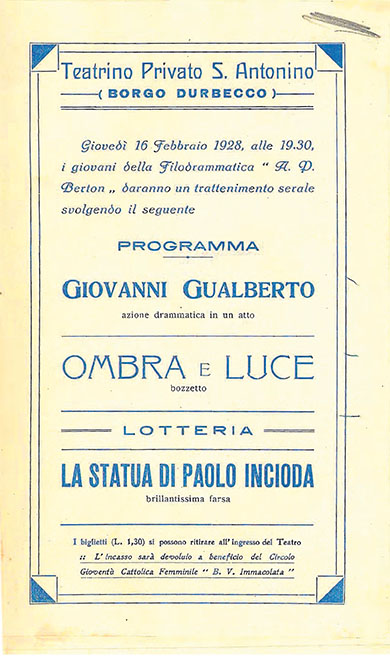 Teatrino Privato S. Antonino
( BORGO DURBECCO )
Giovedì 16 Febbraio 1928, alle 19.30,
i giovani della Filodrammatica “ A. P.
Berton „ daranno un trattenimento serale
svolgendo il seguente
PROGRAMMA
GIOVANNI GUALBERTO
azione drammatica in un atto
OMBRA E LUCE
bozzetto
LOTTERIA
LA STATUA DI PAOLO INCIODA
brillantissima farsa
I biglietti (L. 1,30) si possono ritirare all' ingresso del Teatro
:: L' incasso sarà devoluto a beneficio del Circolo
Gioventù Cattolica Femminile “ B. V. Immacolata "